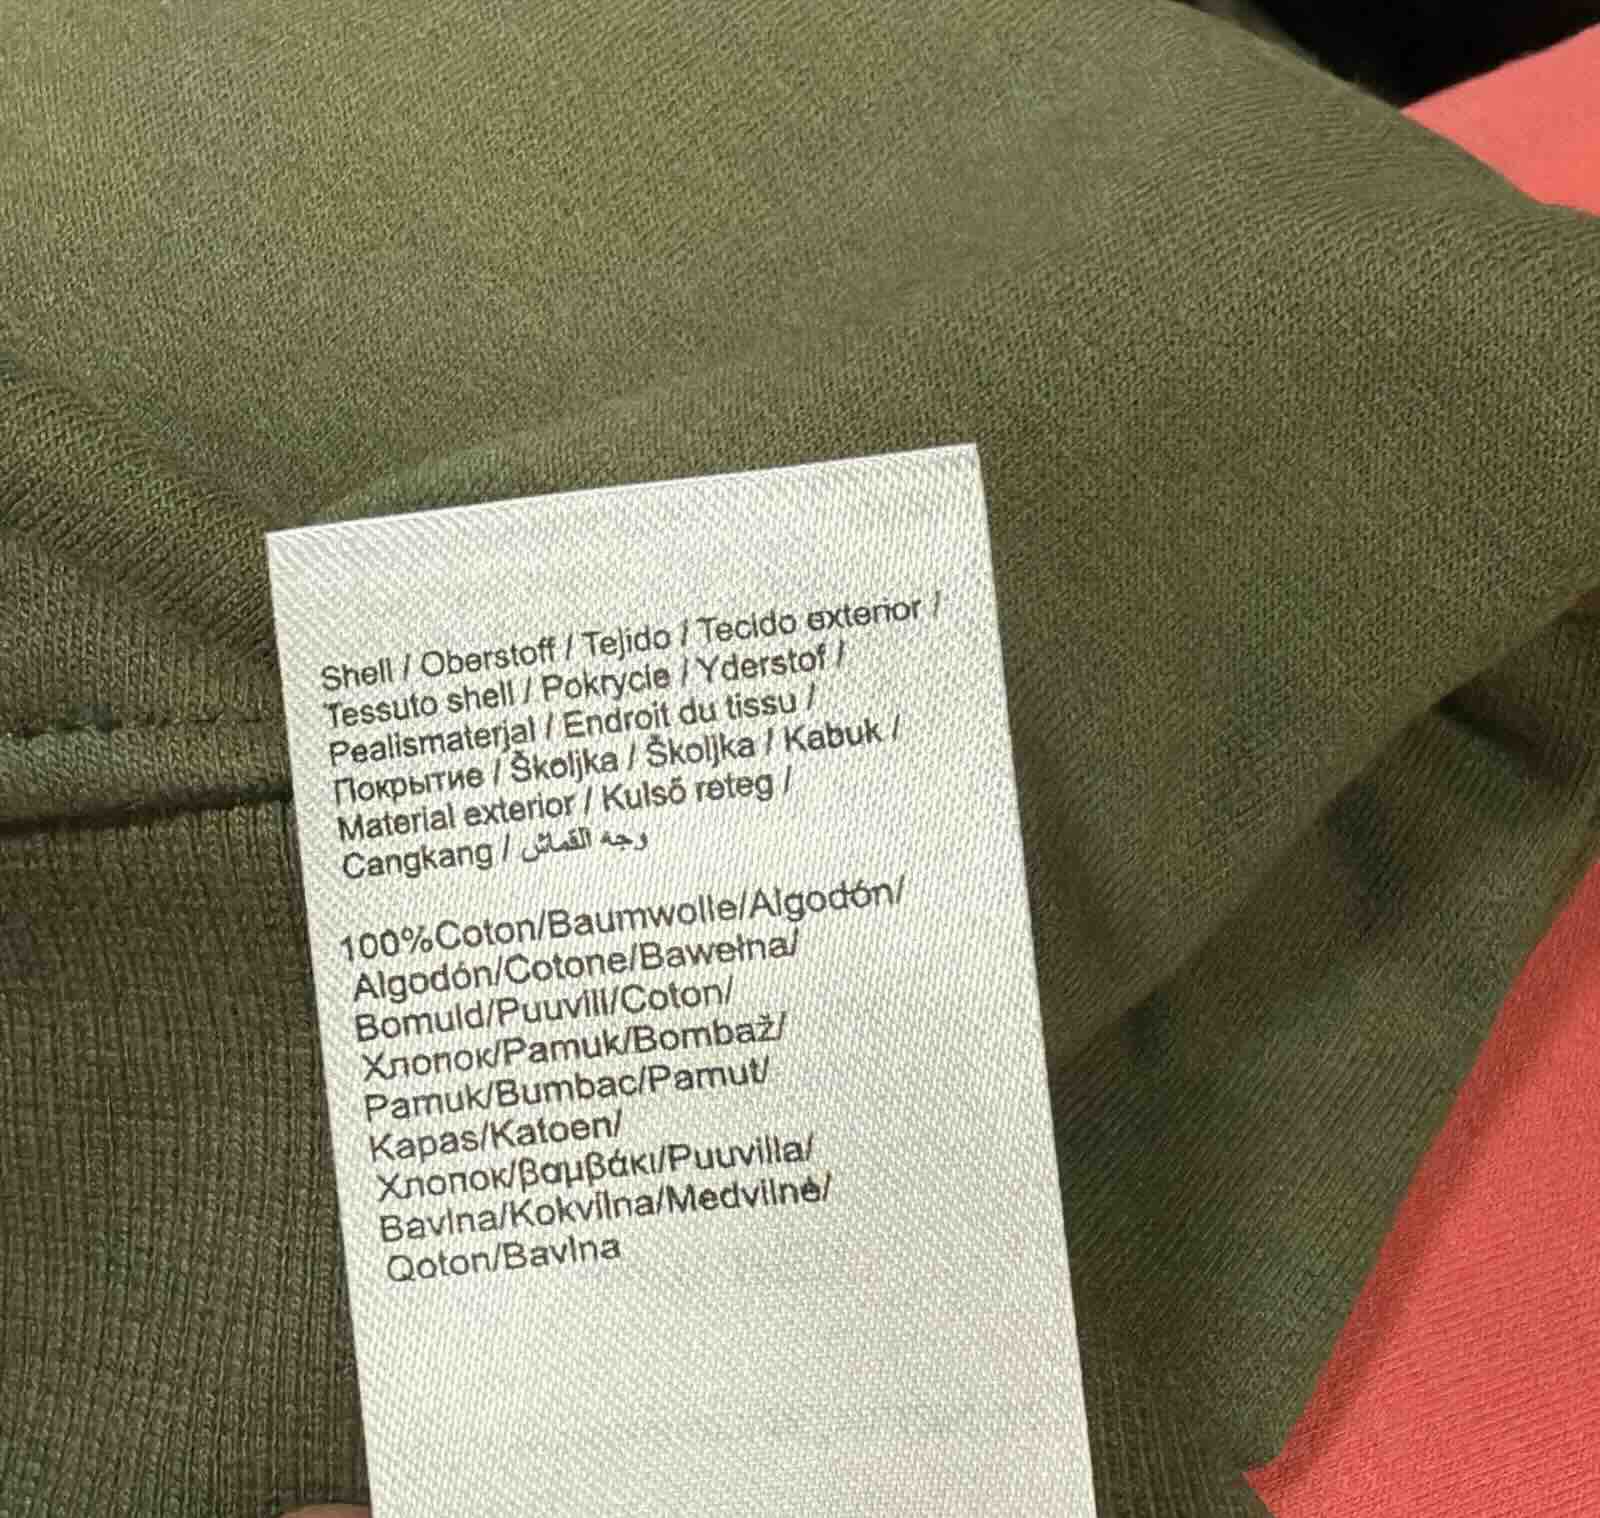 Shell / Oberstoff / Tejido / Tecido exterior /
Tessuto shell / Pokrycie / Yderstof /
Pealismaterjal / Endroit du tissu /
Покрытие / Školjka / Školjka / Kabuk /
Material exterior / Kulső reteg /
Cangkang / وجه القماش
100%Coton/Baumwolle/Algodón/
Algodón/Cotone/Bawełna/
Bomuld/Puuvill/Coton/
Хлопок/Pamuk/Bombaž/
Pamuk/Bumbac/Pamut/
Kapas/Katoen/
Хлопок/βαμβάκι/Puuvilla/
Bavlna/Kokvilna/Medvilnė/
Qoton/Bavlna